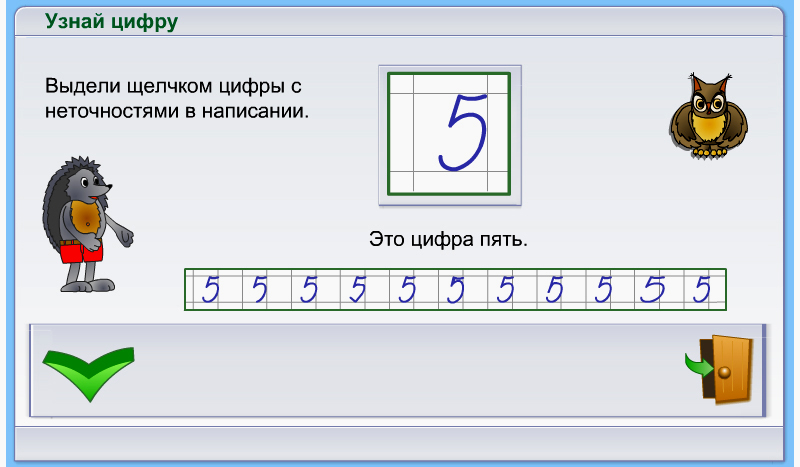 Узнай цифру
Выдели щелчком цифры с
неточностями в написании.
5
Это цифра пять.
5 5 5 5 5 5 5 5 5 5 5